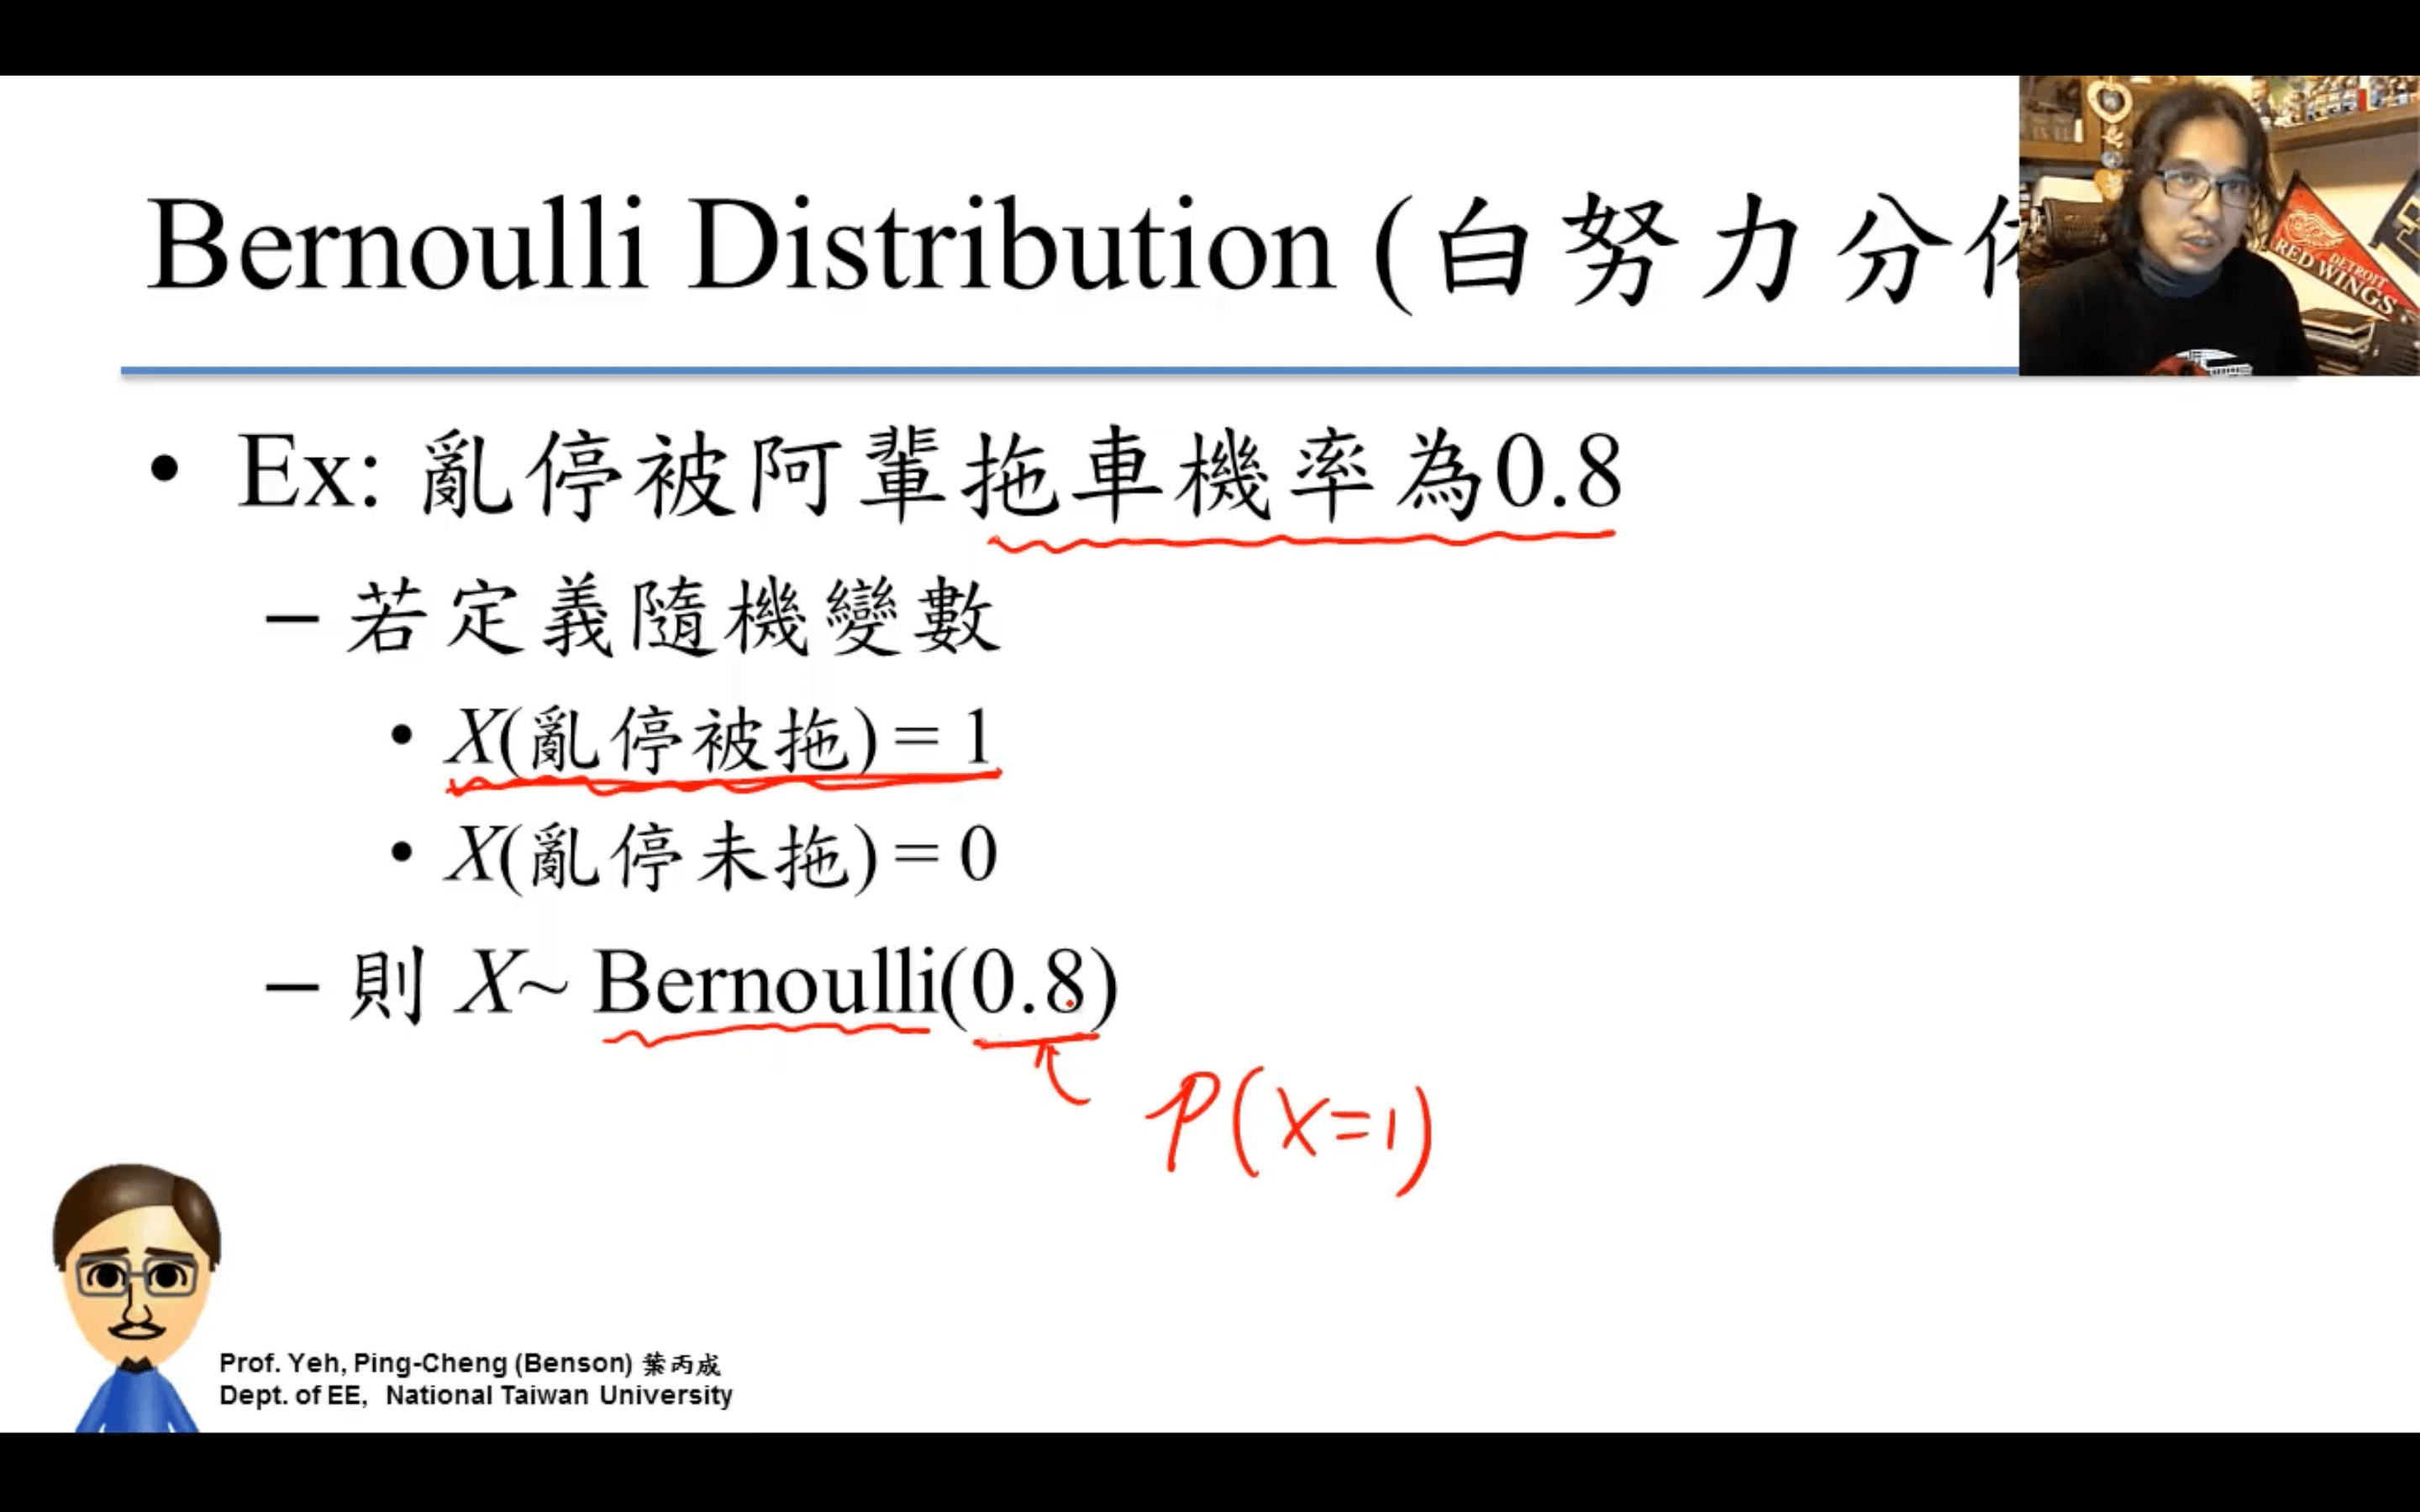 Bernoulli Distribution (白努力分佈
DETROIT
RED WINGS
• Ex: 亂停被阿輩拖車機率為0.8
– 若定義隨機變數
• X(亂停被拖) = 1
• X(亂停未拖) = 0
– 則 X~ Bernoulli(0.8)
P(X=1)
Prof. Yeh, Ping-Cheng (Benson) 葉丙成
Dept. of EE, National Taiwan University